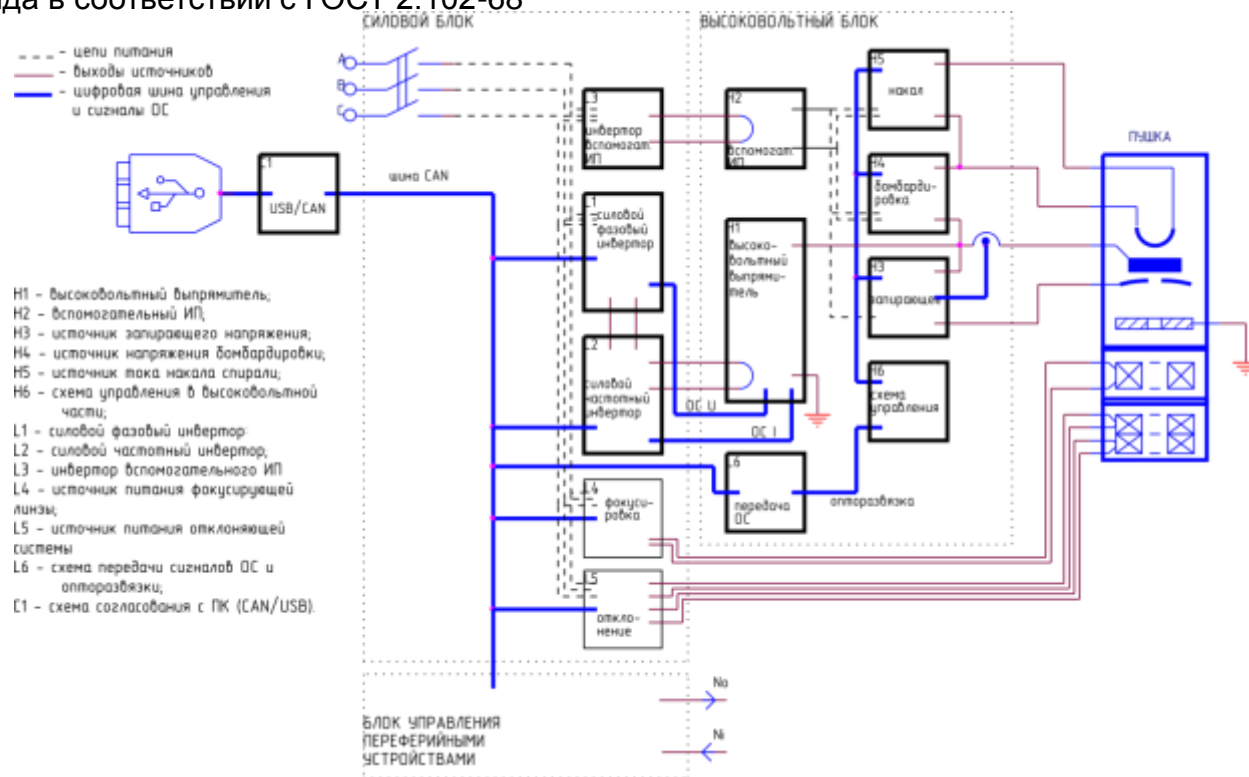 да в соответствии с ГОСТ 2.102-68
СИЛОВОЙ БЛОК
ВЫСОКОВОЛЬТНЫЙ БЛОК
- цепи питания
- выходы источников
- цифровая шина управления
и сигналы ОС
A
B
C
C1
USB/CAN
шина CAN
L3
инвертор
вспомогат.
ИП
L1
силовой
фазовый
инвертор
L2
силовой
частотный
инвертор
L4
фокуси-
ровка
L5
откло-
нение
H2
вспомогат.
ИП
H1
высоко-
вольтный
выпрями-
тель
ОС U
ОС I
L6
передача
ОС
опторазвязка
H5
накал
H4
бомбарди-
ровка
H3
запирающее
H6
схема
управления
ПУШКА
H1 - высоковольтный выпрямитель;
H2 - вспомогательный ИП;
H3 - источник запирающего напряжения;
H4 - источник напряжения бомбардировки;
H5 - источник тока накала спирали;
H6 - схема управления в высоковольтной
части;
L1 - силовой фазовый инвертор
L2 - силовой частотный инвертор;
L3 - инвертор вспомогательного ИП
L4 - источник питания фокусирующей
линзы;
L5 - источник питания отклоняющей
системы
L6 - схема передачи сигналов ОС и
опторазвязки;
C1 - схема согласования с ПК (CAN/USB).
БЛОК УПРАВЛЕНИЯ
ПЕРЕФЕРИЙНЫМИ
УСТРОЙСТВАМИ
No
Ni